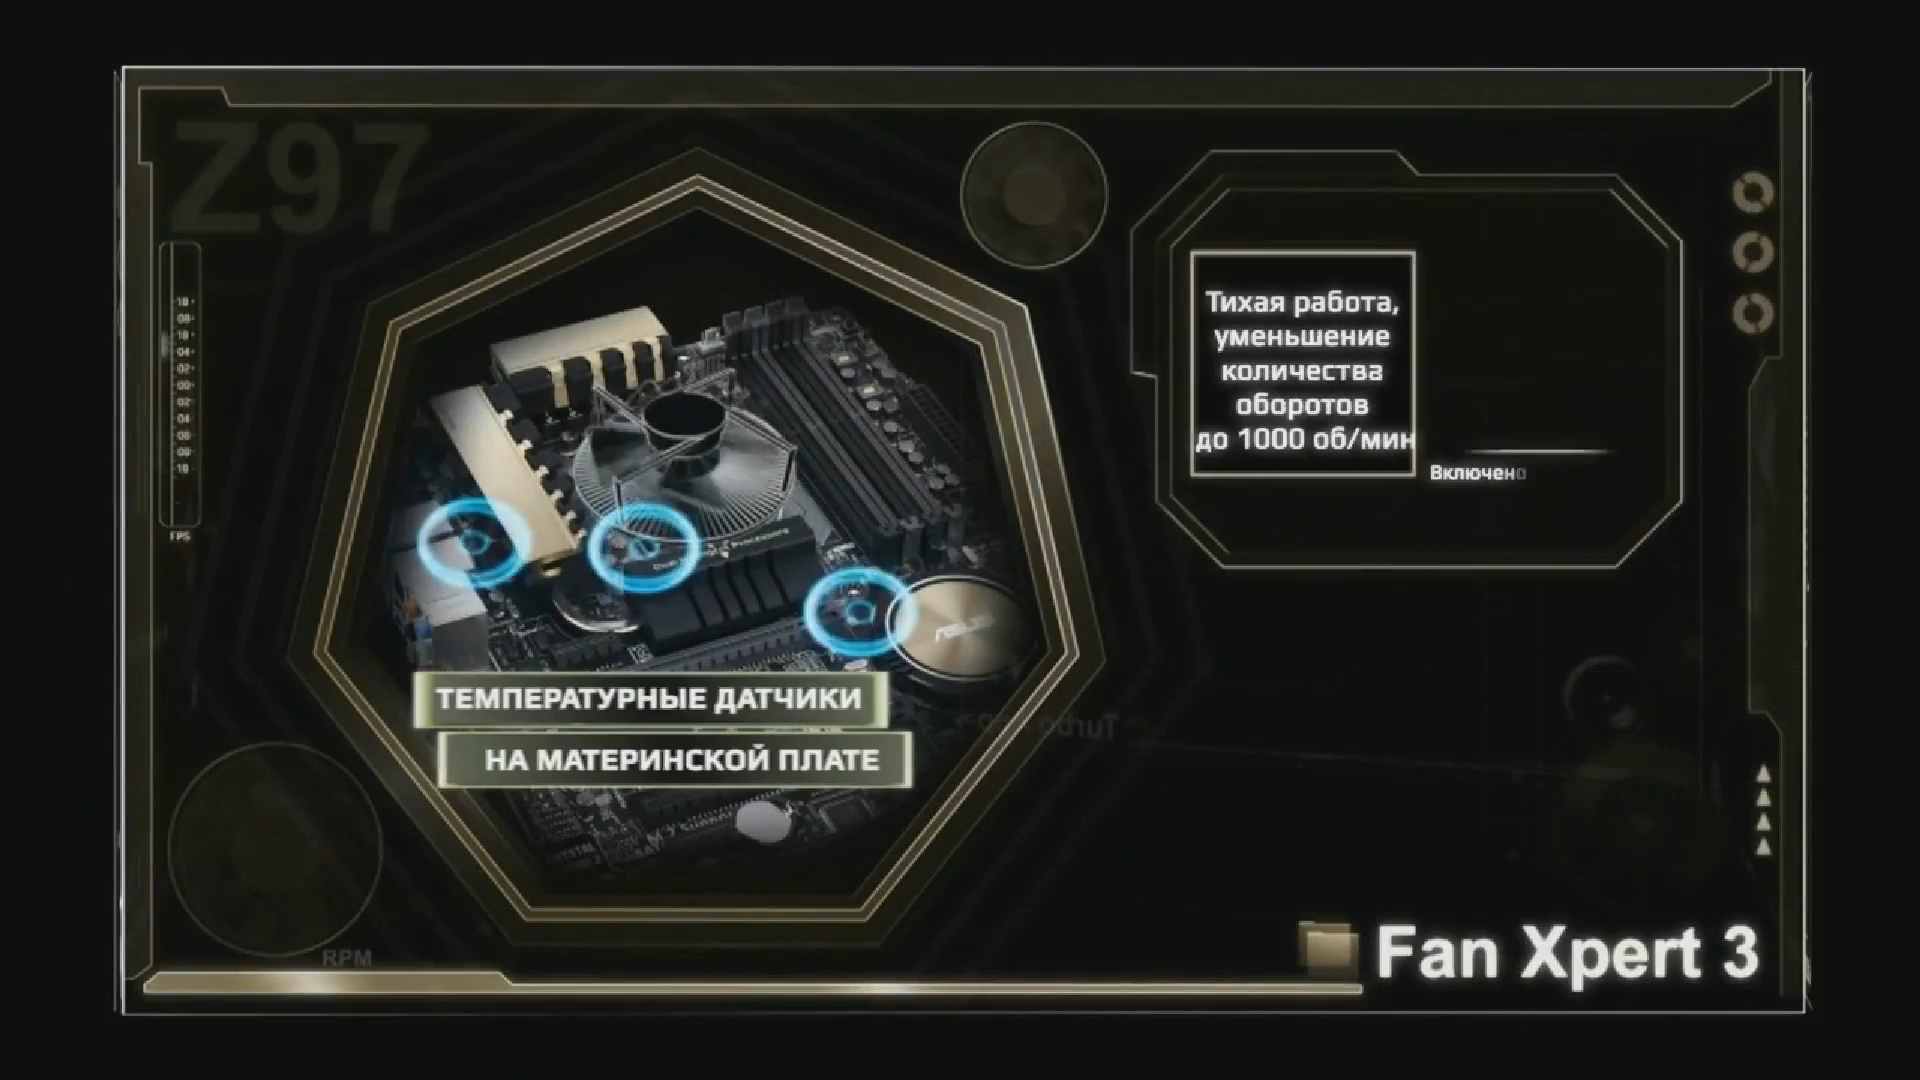 Z97
Тихая работа,
уменьшение
количества
оборотов
до 1000 об/мин
Включено
FPS
ASUS
ТЕМПЕРАТУРНЫЕ ДАТЧИКИ
НА МАТЕРИНСКОЙ ПЛАТЕ
RPM
Fan Xpert 3